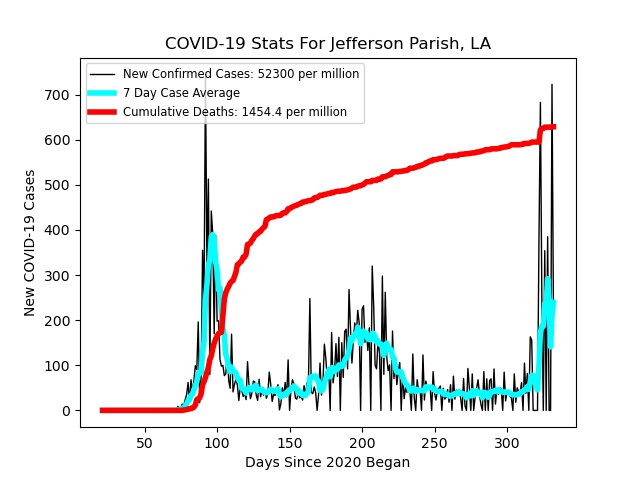 COVID-19 Stats For Jefferson Parish, LA
New Confirmed Cases: 52300 per million
7 Day Case Average
Cumulative Deaths: 1454.4 per million
New COVID-19 Cases
700
600
500
400
300
200
100
0
50
100
150
200
250
300
Days Since 2020 Began